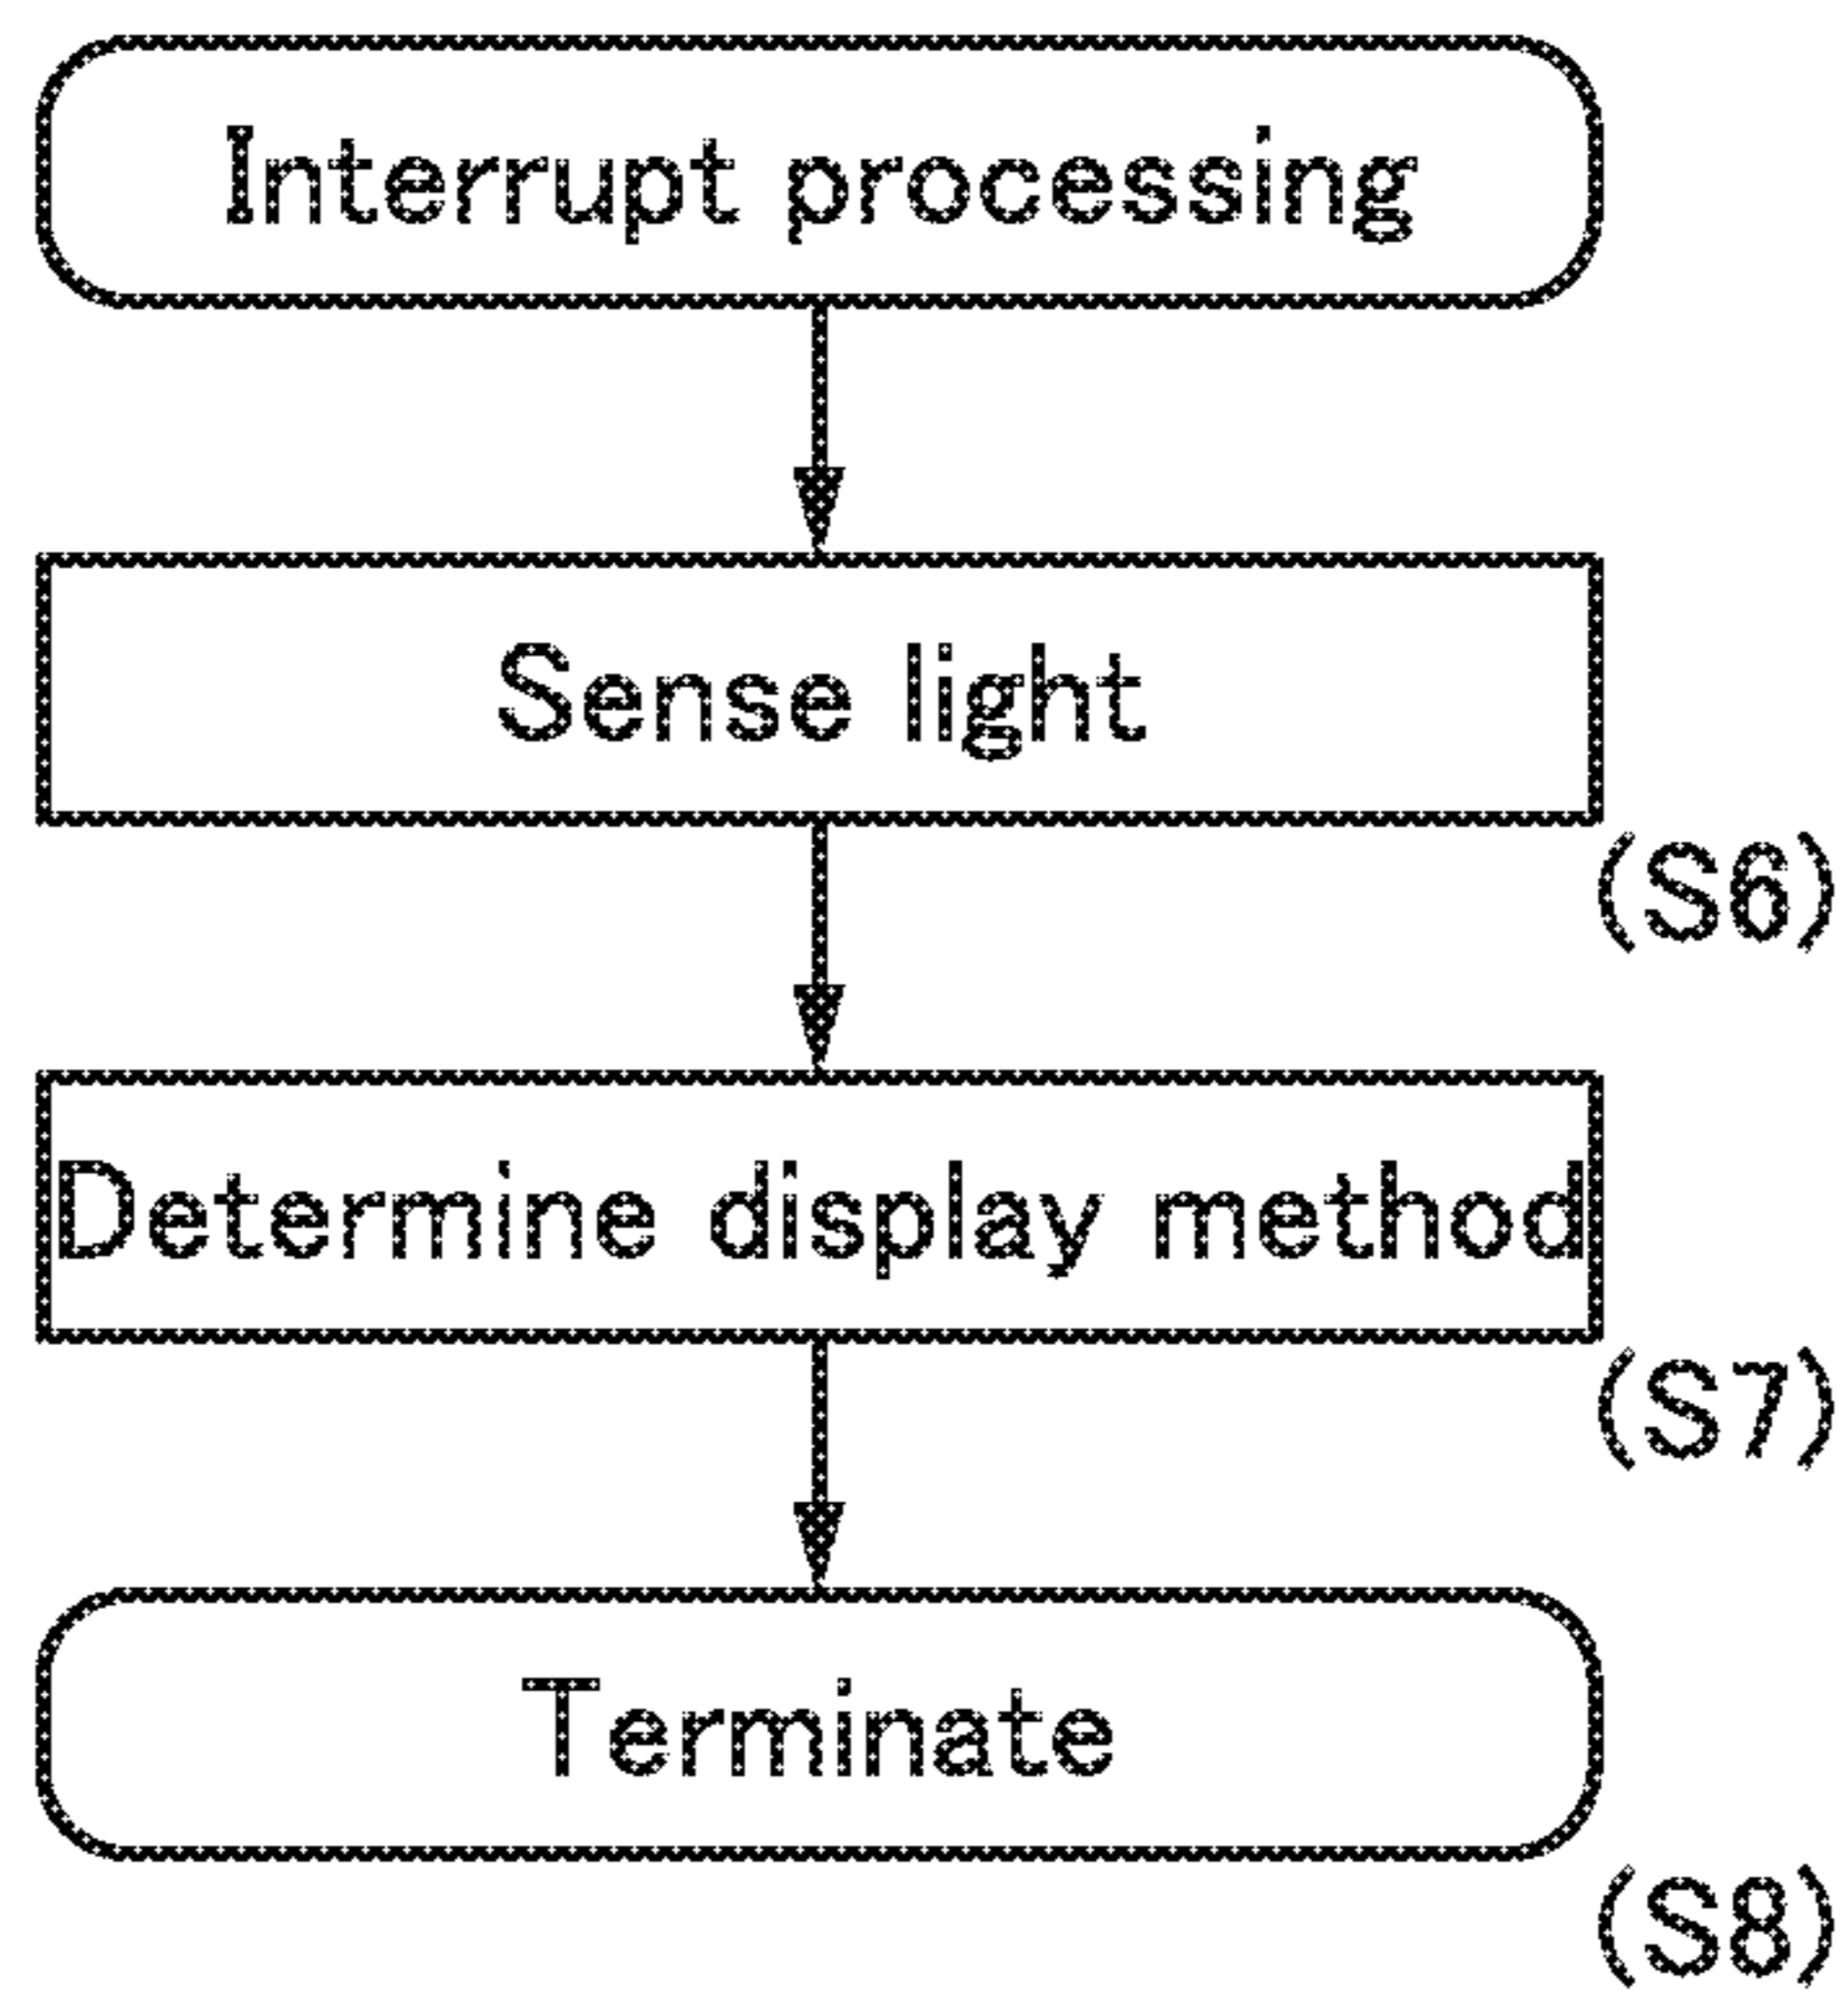 Interrupt processing
Sense light
(S6)
Determine display method
(S7)
Terminate
(S8)